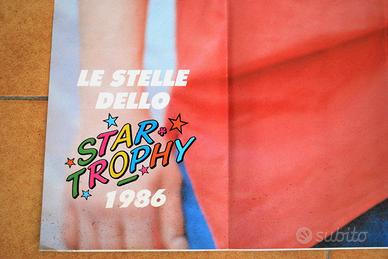 LE STELLE
DELLO
STAR
TROPHY
1986
subito